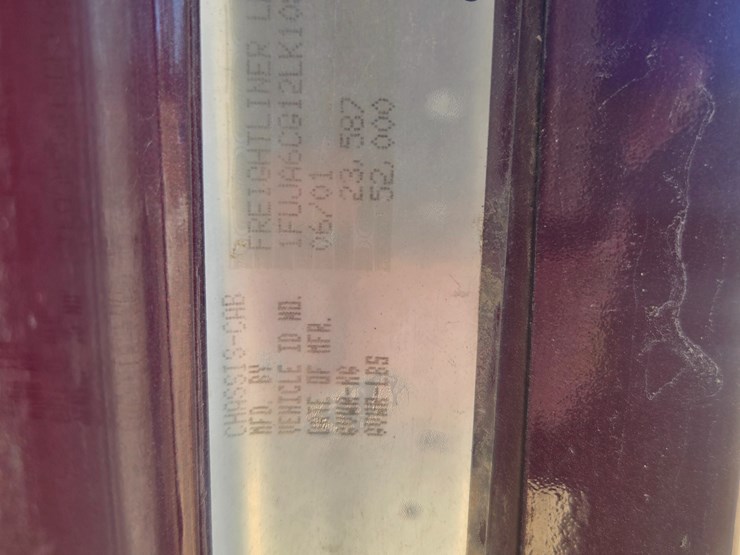 CHASSIS-CAB
MFD. BY FREIGHTLINER
VEHICLE ID NO. 1FUJA6CG12LK10
DATE OF MFR. 06/01
GVWR-KG 23,587
GVWR-LBS 52,000